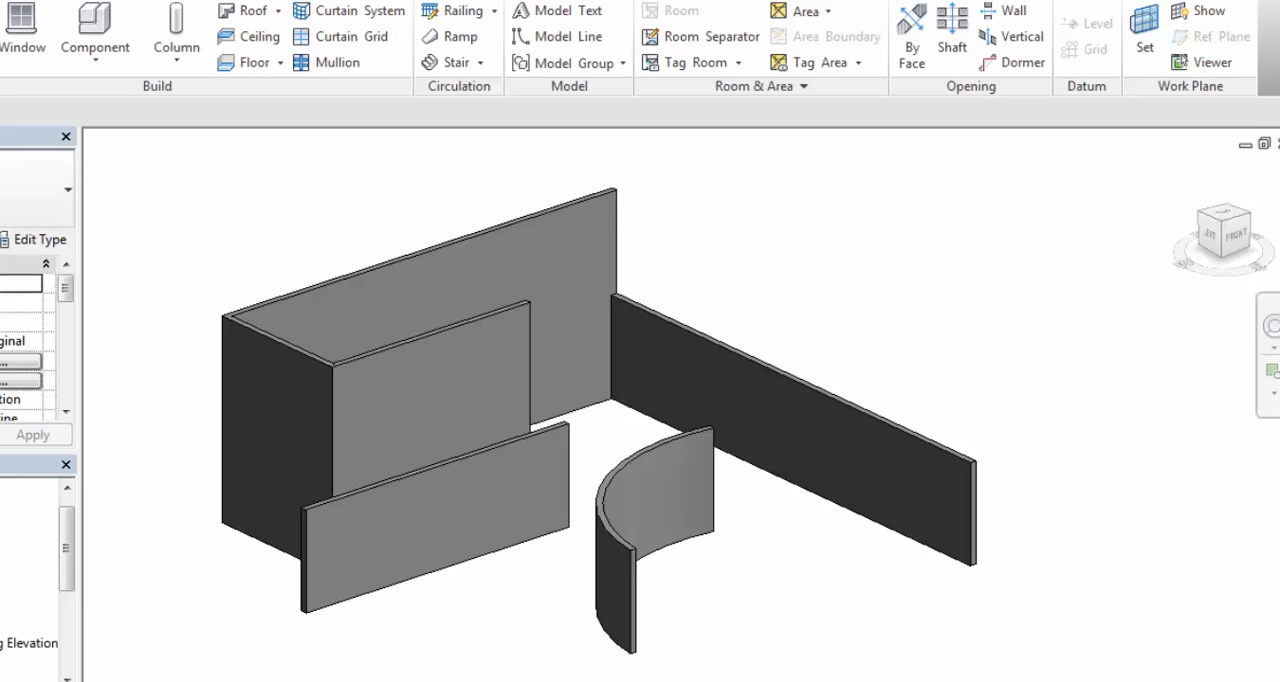 Roof Curtain System Railing Model Text Room Area Wall Level Show
Window Component Column Ceiling Curtain Grid Ramp Model Line Room Separator Area Boundary By Face Shaft Vertical Grid Set Ref Plane
Floor Mullion Stair Model Group Tag Room Tag Area Dormer Viewer
Build Circulation Model Room & Area Opening Datum Work Plane
Edit Type
LEFT FRONT
ginal
...
...
tion
Apply
g Elevation